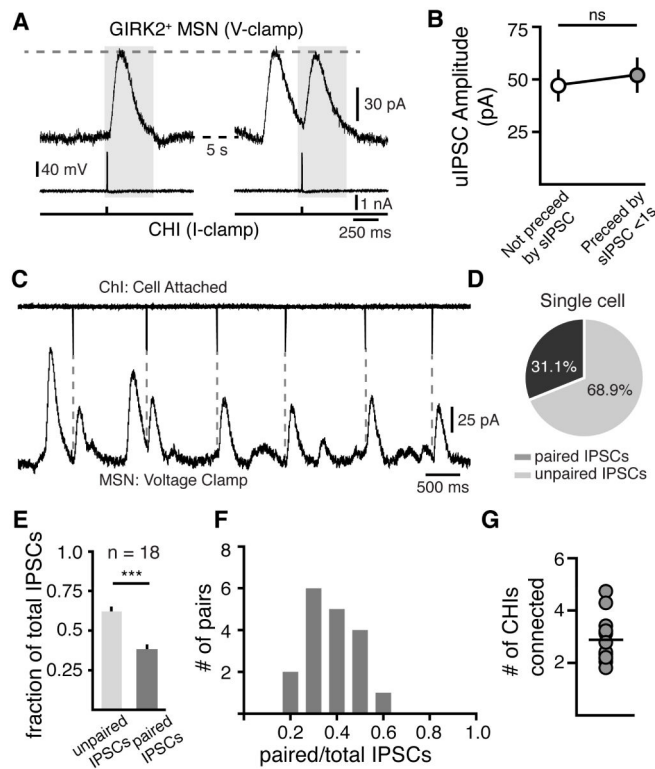 A
GIRK2+ MSN (V-clamp)
30 pA
5 s
40 mV
1 nA
CHI (I-clamp)
250 ms
B
ns
uIPSC Amplitude
(pA)
75
50
25
Not preceed
by sIPSC
Preceed by
sIPSC <1s
C
ChI: Cell Attached
25 pA
MSN: Voltage Clamp
500 ms
D
Single cell
31.1%
68.9%
paired IPSCs
unpaired IPSCs
E
fraction of total IPSCs
1.0
0.75
0.5
0.25
n = 18
***
unpaired
IPSCs
paired
IPSCs
F
# of pairs
8
6
4
2
0.2 0.4 0.6 0.8 1.0
paired/total IPSCs
G
# of CHIs
connected
6
4
2